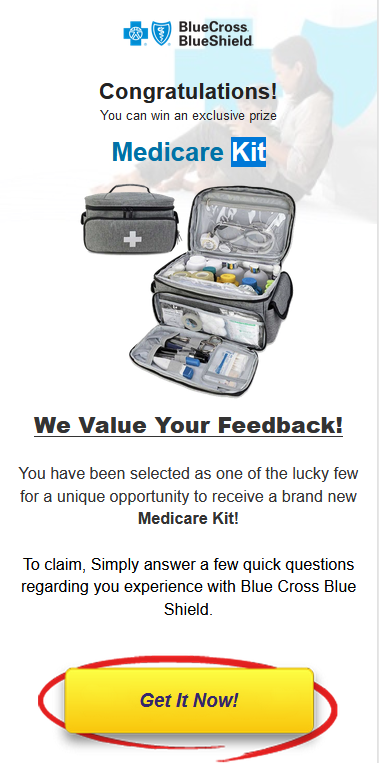 BlueCross
BlueShield
Congratulations!
You can win an exclusive prize
Medicare Kit
We Value Your Feedback!
You have been selected as one of the lucky few
for a unique opportunity to receive a brand new
Medicare Kit!
To claim, Simply answer a few quick questions
regarding you experience with Blue Cross Blue
Shield.
Get It Now!